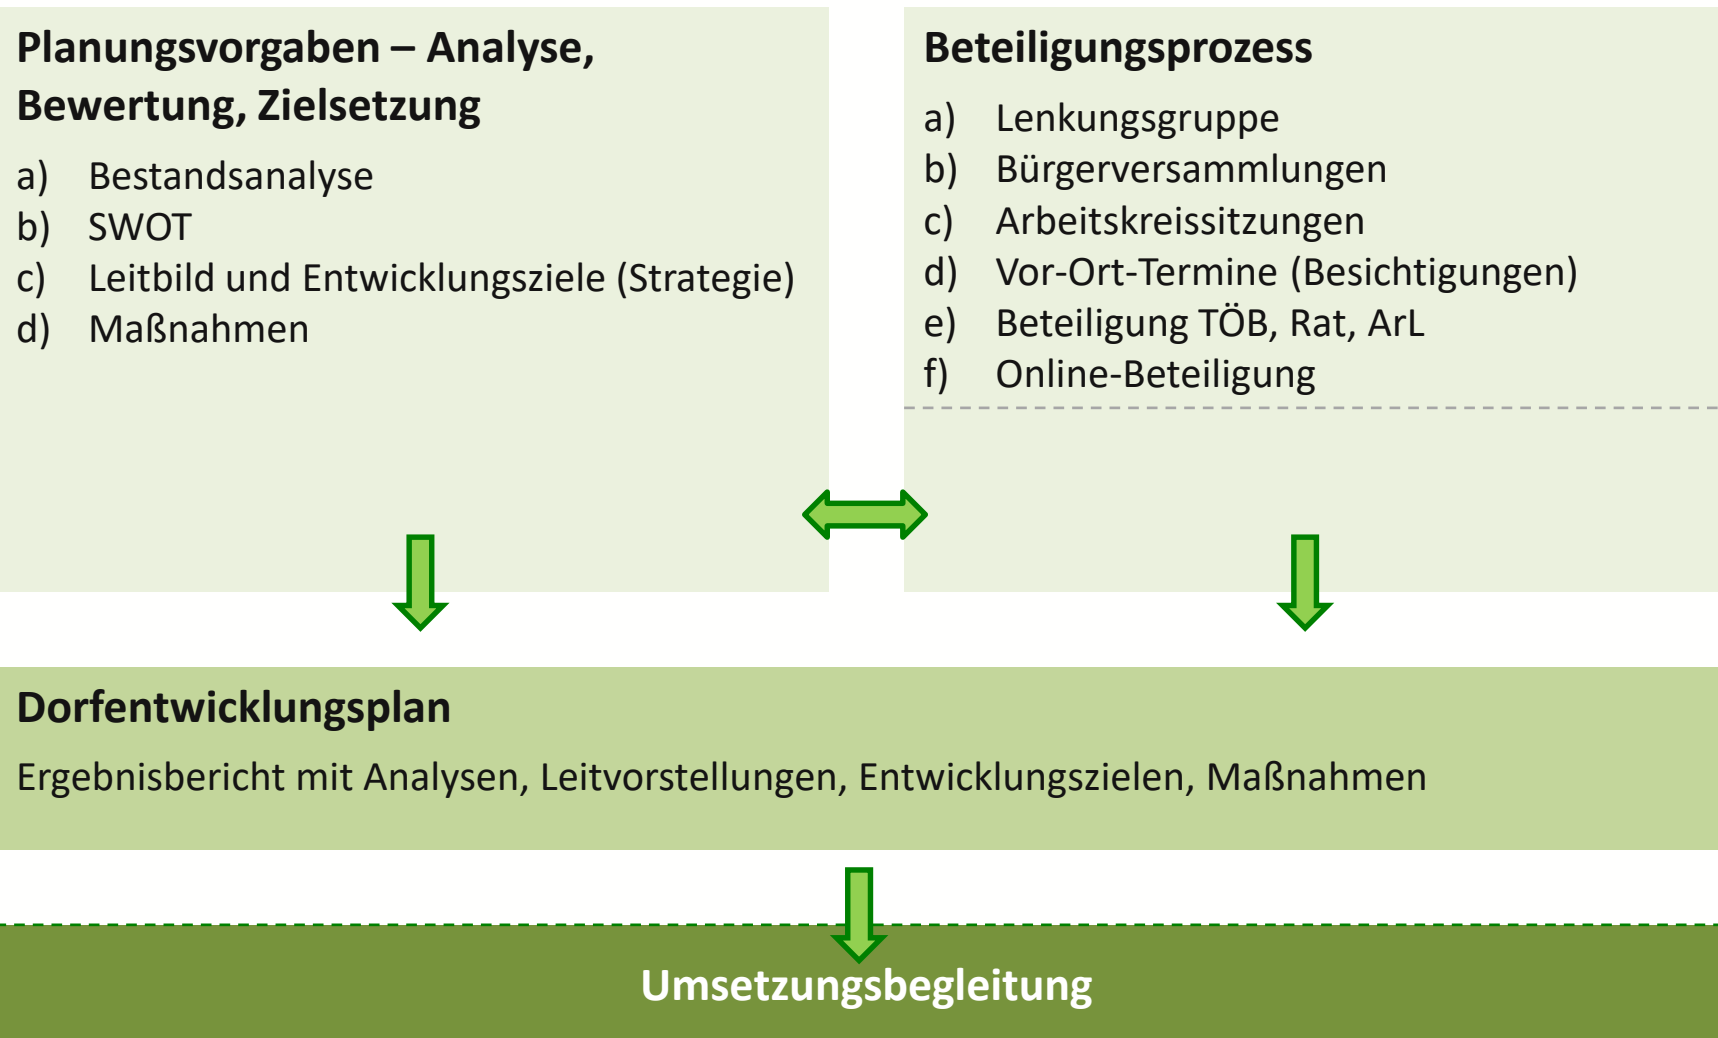 Planungsvorgaben – Analyse,
Bewertung, Zielsetzung
a) Bestandsanalyse
b) SWOT
c) Leitbild und Entwicklungsziele (Strategie)
d) Maßnahmen
Beteiligungsprozess
a) Lenkungsgruppe
b) Bürgerversammlungen
c) Arbeitskreissitzungen
d) Vor-Ort-Termine (Besichtigungen)
e) Beteiligung TÖB, Rat, ArL
f) Online-Beteiligung
Dorfentwicklungsplan
Ergebnisbericht mit Analysen, Leitvorstellungen, Entwicklungszielen, Maßnahmen
Umsetzungsbegleitung